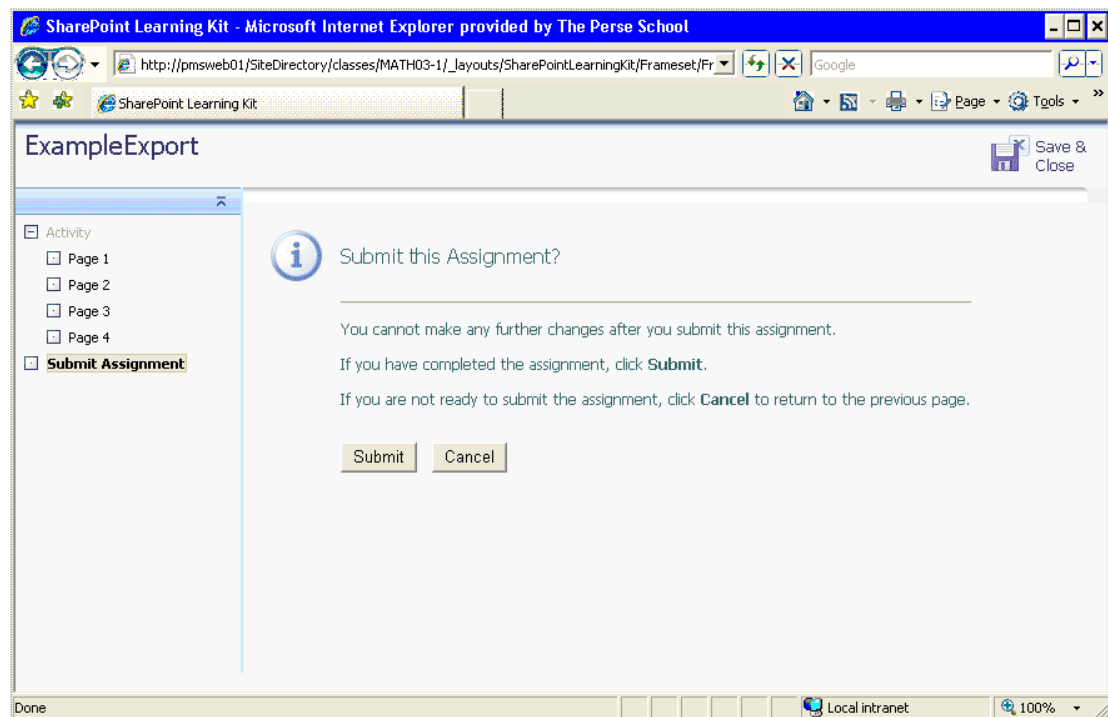 SharePoint Learning Kit - Microsoft Internet Explorer provided by The Perse School
http://pmsweb01/SiteDirectory/classes/MATH03-1/_layouts/SharePointLearningKit/Frameset/Fr
Google
SharePoint Learning Kit
Page
Tools
»
ExampleExport
Save &
Close
Activity
Page 1
Page 2
Page 3
Page 4
Submit Assignment
Submit this Assignment?
You cannot make any further changes after you submit this assignment.
If you have completed the assignment, click Submit.
If you are not ready to submit the assignment, click Cancel to return to the previous page.
Submit
Cancel
Done
Local intranet
100%